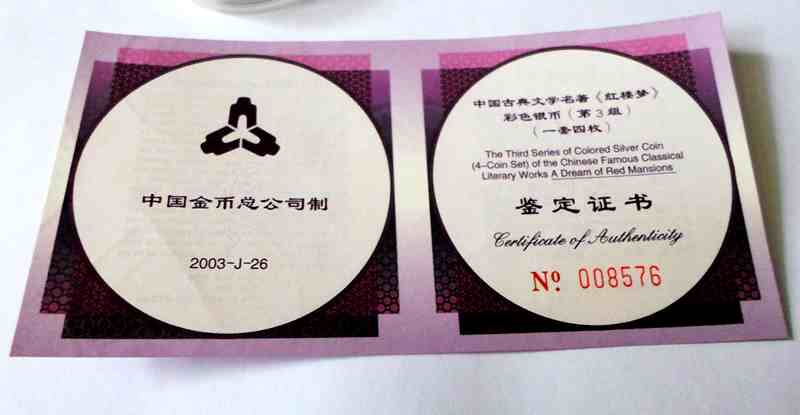 中国金币总公司制
2003-J-26
中国古典文学名著《红楼梦》
彩色银币（第3组）
（一套四枚）
The Third Series of Colored Silver Coin
(4-Coin Set) of the Chinese Famous Classical
Literary Works A Dream of Red Mansions
鉴定证书
Certificate of Authenticity
Nº 008576